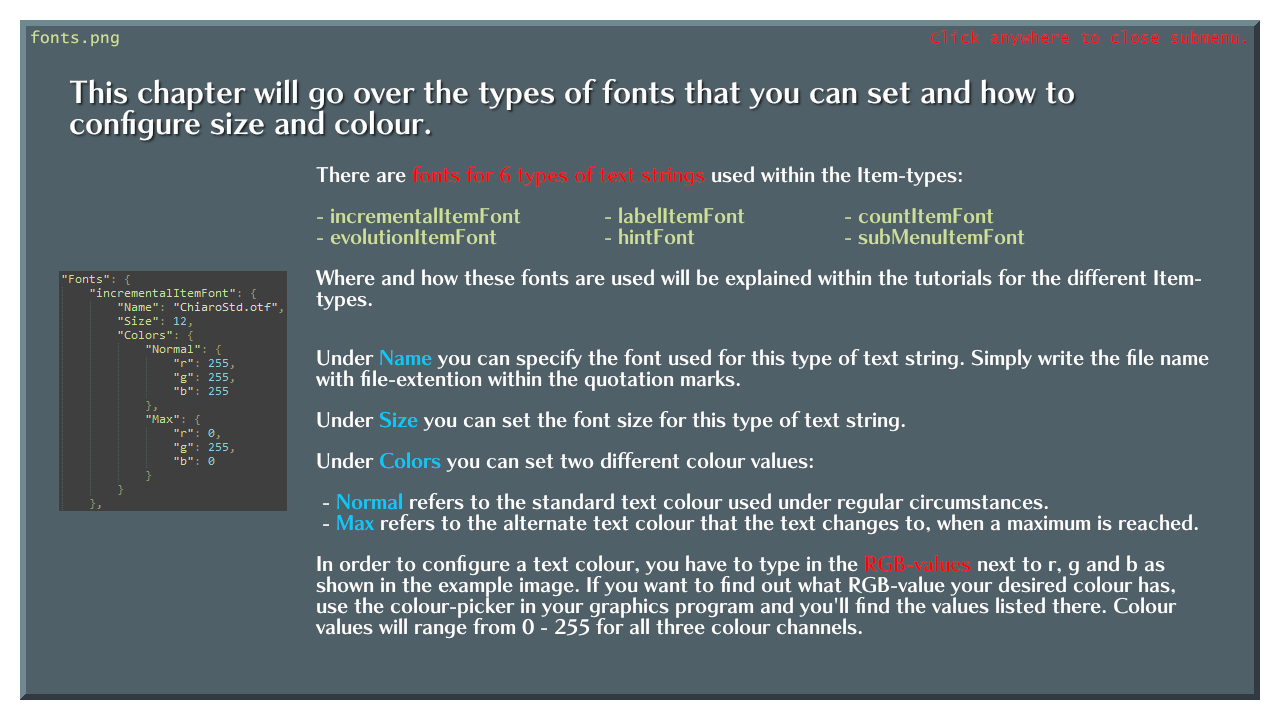 fonts.png
Click anywhere to close submenu.
This chapter will go over the types of fonts that you can set and how to
configure size and colour.
There are fonts for 6 types of text strings used within the Item-types:
- incrementalItemFont - labelItemFont - countItemFont
- evolutionItemFont - hintFont - subMenuItemFont
Where and how these fonts are used will be explained within the tutorials for the different Item-
types.
"Fonts": {
"incrementalItemFont": {
"Name": "ChiaroStd.otf",
"Size": 12,
"Colors": {
"Normal": {
"r": 255,
"g": 255,
"b": 255
},
"Max": {
"r": 0,
"g": 255,
"b": 0
}
}
},
Under Name you can specify the font used for this type of text string. Simply write the file name
with file-extention within the quotation marks.
Under Size you can set the font size for this type of text string.
Under Colors you can set two different colour values:
- Normal refers to the standard text colour used under regular circumstances.
- Max refers to the alternate text colour that the text changes to, when a maximum is reached.
In order to configure a text colour, you have to type in the RGB-values next to r, g and b as
shown in the example image. If you want to find out what RGB-value your desired colour has,
use the colour-picker in your graphics program and you'll find the values listed there. Colour
values will range from 0 - 255 for all three colour channels.